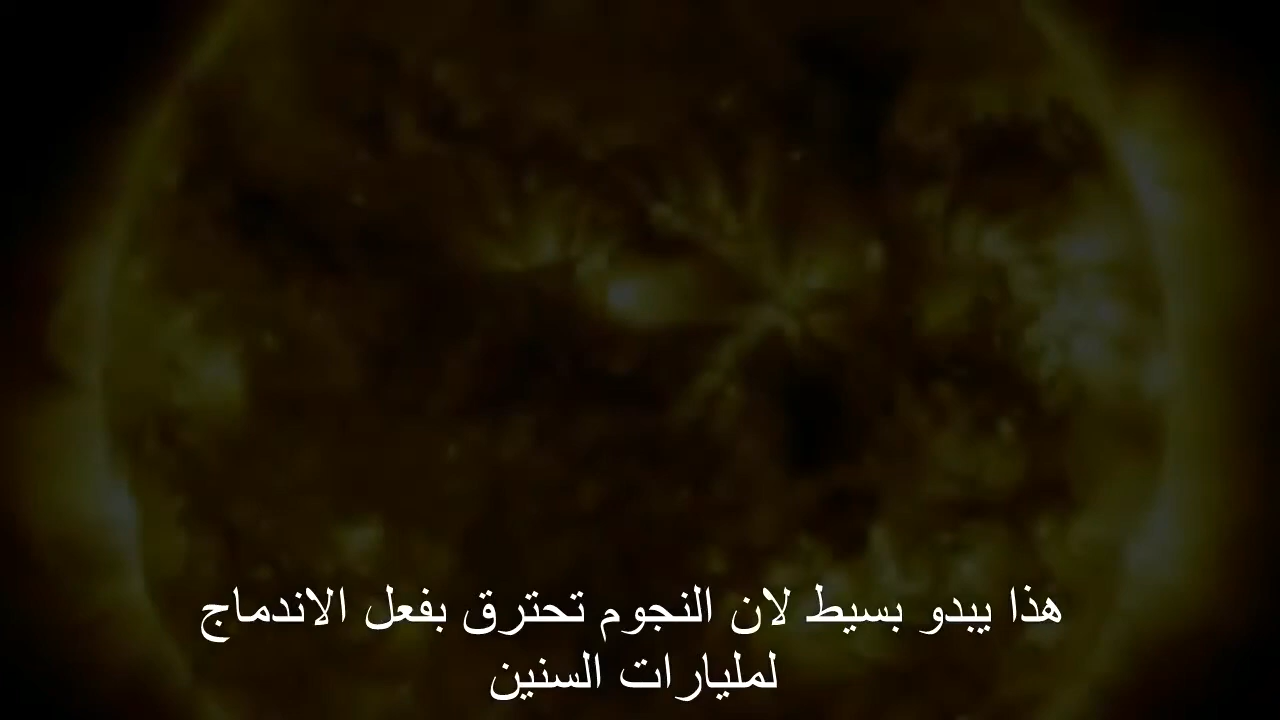 هذا يبدو بسيط لان النجوم تحترق بفعل الاندماج
لمليارات السنين